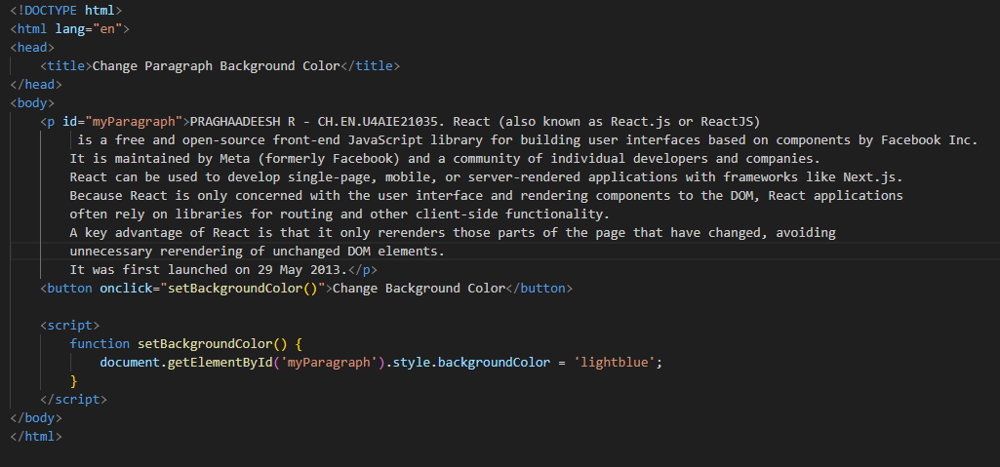 <!DOCTYPE html>
<html lang="en">
<head>
    <title>Change Paragraph Background Color</title>
</head>
<body>
    <p id="myParagraph">PRAGHAADEESH R - CH.EN.U4AIE21035. React (also known as React.js or ReactJS)
         is a free and open-source front-end JavaScript library for building user interfaces based on components by Facebook Inc.
        It is maintained by Meta (formerly Facebook) and a community of individual developers and companies.
        React can be used to develop single-page, mobile, or server-rendered applications with frameworks like Next.js.
        Because React is only concerned with the user interface and rendering components to the DOM, React applications
        often rely on libraries for routing and other client-side functionality.
        A key advantage of React is that it only rerenders those parts of the page that have changed, avoiding
        unnecessary rerendering of unchanged DOM elements.
        It was first launched on 29 May 2013.</p>
    <button onclick="setBackgroundColor()">Change Background Color</button>

    <script>
        function setBackgroundColor() {
            document.getElementById('myParagraph').style.backgroundColor = 'lightblue';
        }
    </script>
</body>
</html>